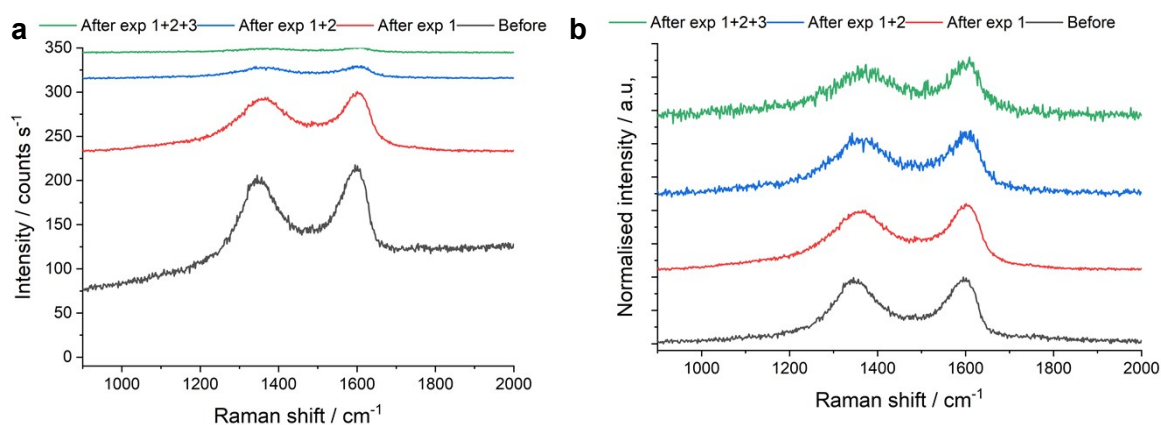 a
After exp 1+2+3 After exp 1+2 After exp 1 Before
350
300
250
200
150
100
50
0
Intensity / counts s⁻¹
1000 1200 1400 1600 1800 2000
Raman shift / cm⁻¹
b
After exp 1+2+3 After exp 1+2 After exp 1 Before
Normalised intensity / a.u,
1000 1200 1400 1600 1800 2000
Raman shift / cm⁻¹